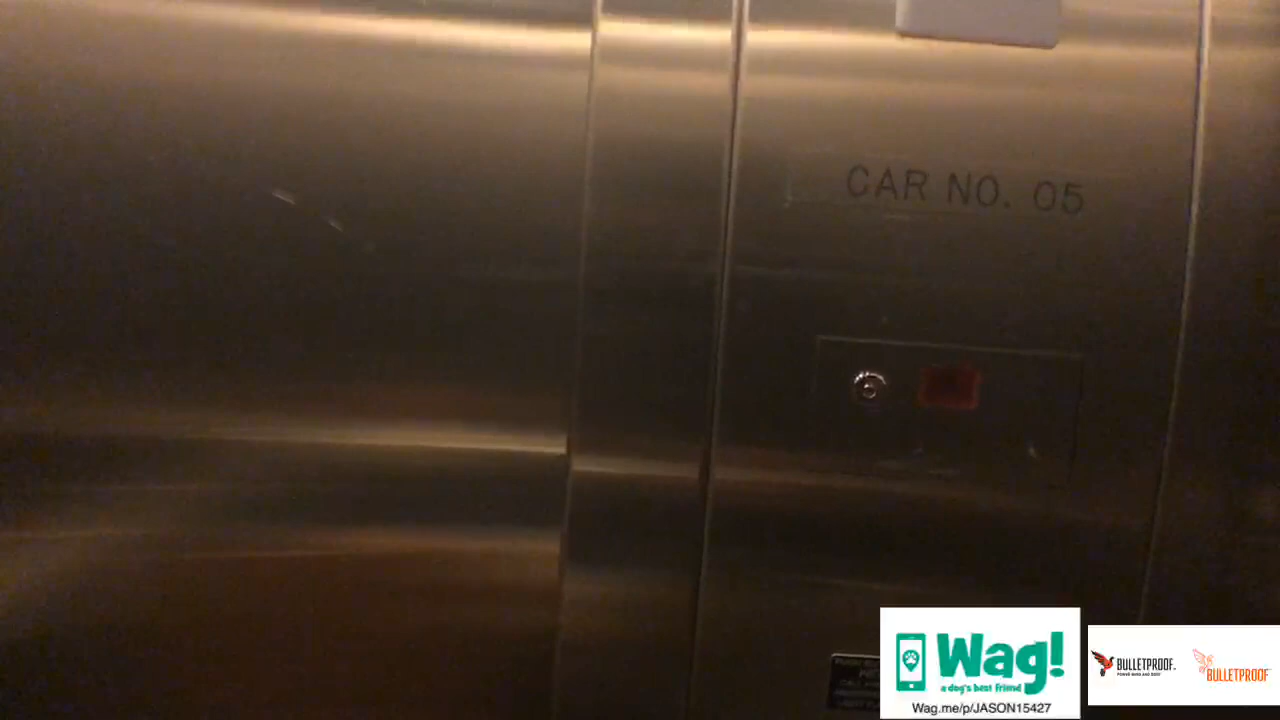 CAR NO. 05
Wag!
a dog's best friend
Wag.me/p/JASON15427
BULLETPROOF
BULLETPROOF